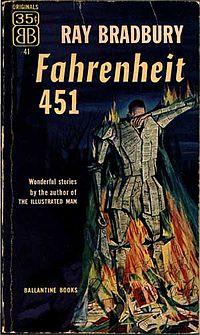 ORIGINALS
35¢
BB
41
RAY BRADBURY
Fahrenheit
451
Wonderful stories
by the author of
THE ILLUSTRATED MAN
BALLANTINE BOOKS